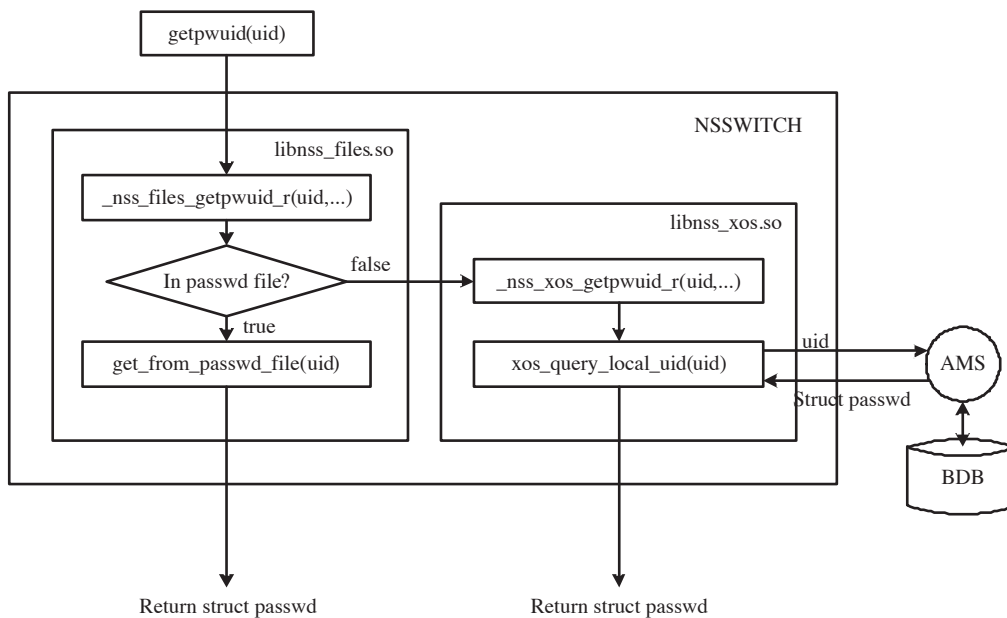 getpwuid(uid)
NSSWITCH
libnss_files.so
_nss_files_getpwuid_r(uid,...)
libnss_xos.so
In passwd file?
false
_nss_xos_getpwuid_r(uid,...)
true
get_from_passwd_file(uid)
xos_query_local_uid(uid)
uid
AMS
Struct passwd
BDB
Return struct passwd
Return struct passwd